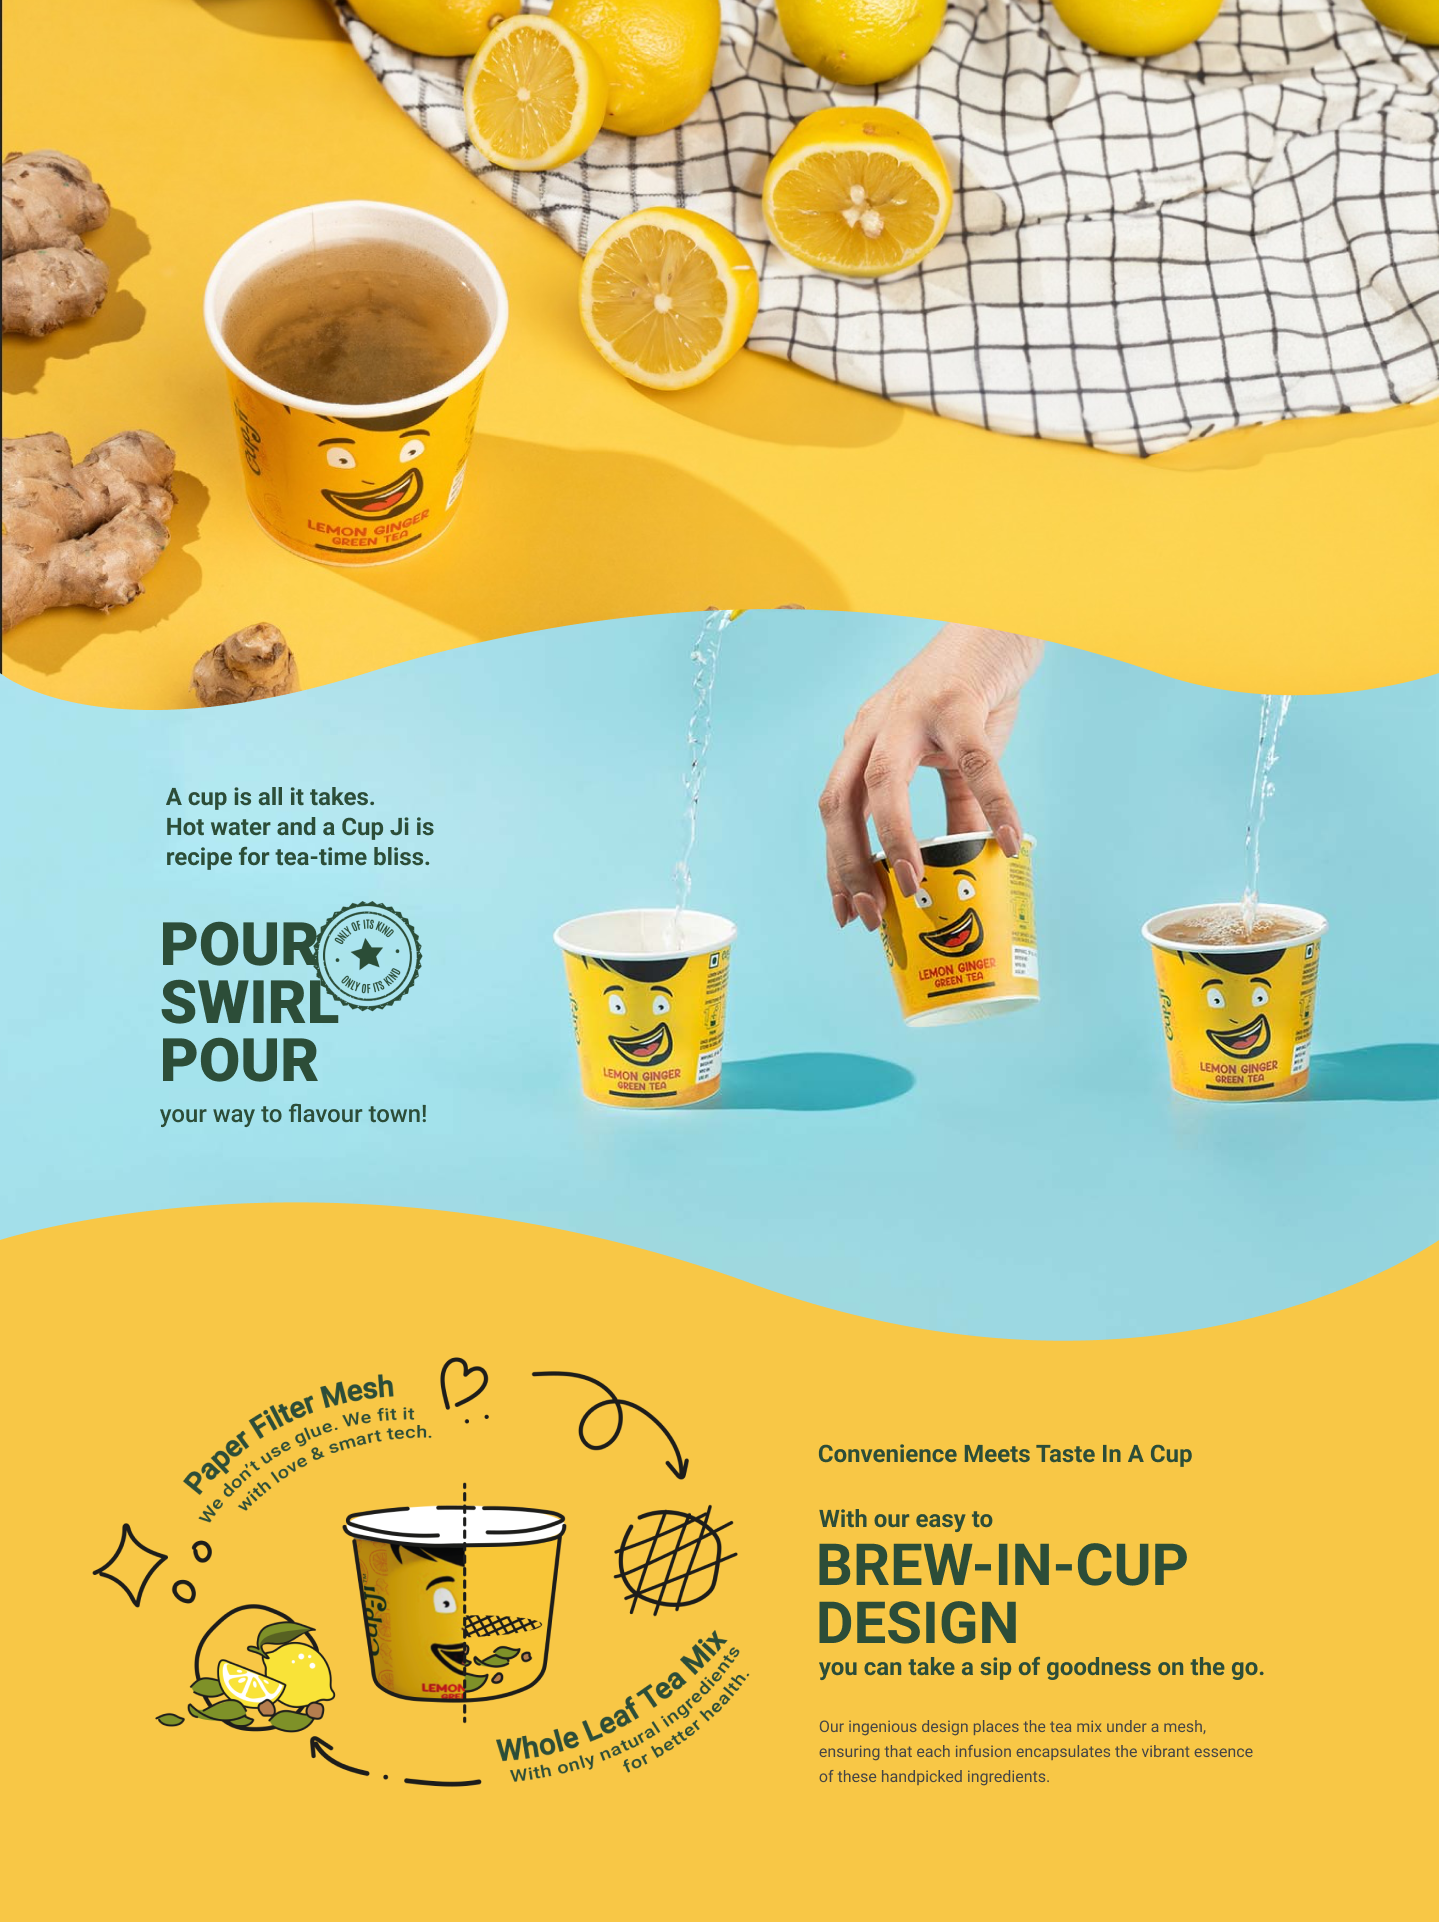 CupJi
LEMON GINGER
GREEN TEA
A cup is all it takes.
Hot water and a Cup Ji is
recipe for tea-time bliss.
POUR
SWIRL
POUR
ONLY OF ITS KIND
ONLY OF ITS KIND
your way to flavour town!
LEMON GINGER
GREEN TEA
LEMON GINGER
GREEN TEA
CupJi
LEMON GINGER
GREEN TEA
Paper Filter Mesh
We don't use glue. We fit it
with love & smart tech.
CupJi
LEMON
GREE
Whole Leaf Tea Mix
With only natural ingredients
for better health.
Convenience Meets Taste In A Cup
With our easy to
BREW-IN-CUP
DESIGN
you can take a sip of goodness on the go.
Our ingenious design places the tea mix under a mesh,
ensuring that each infusion encapsulates the vibrant essence
of these handpicked ingredients.